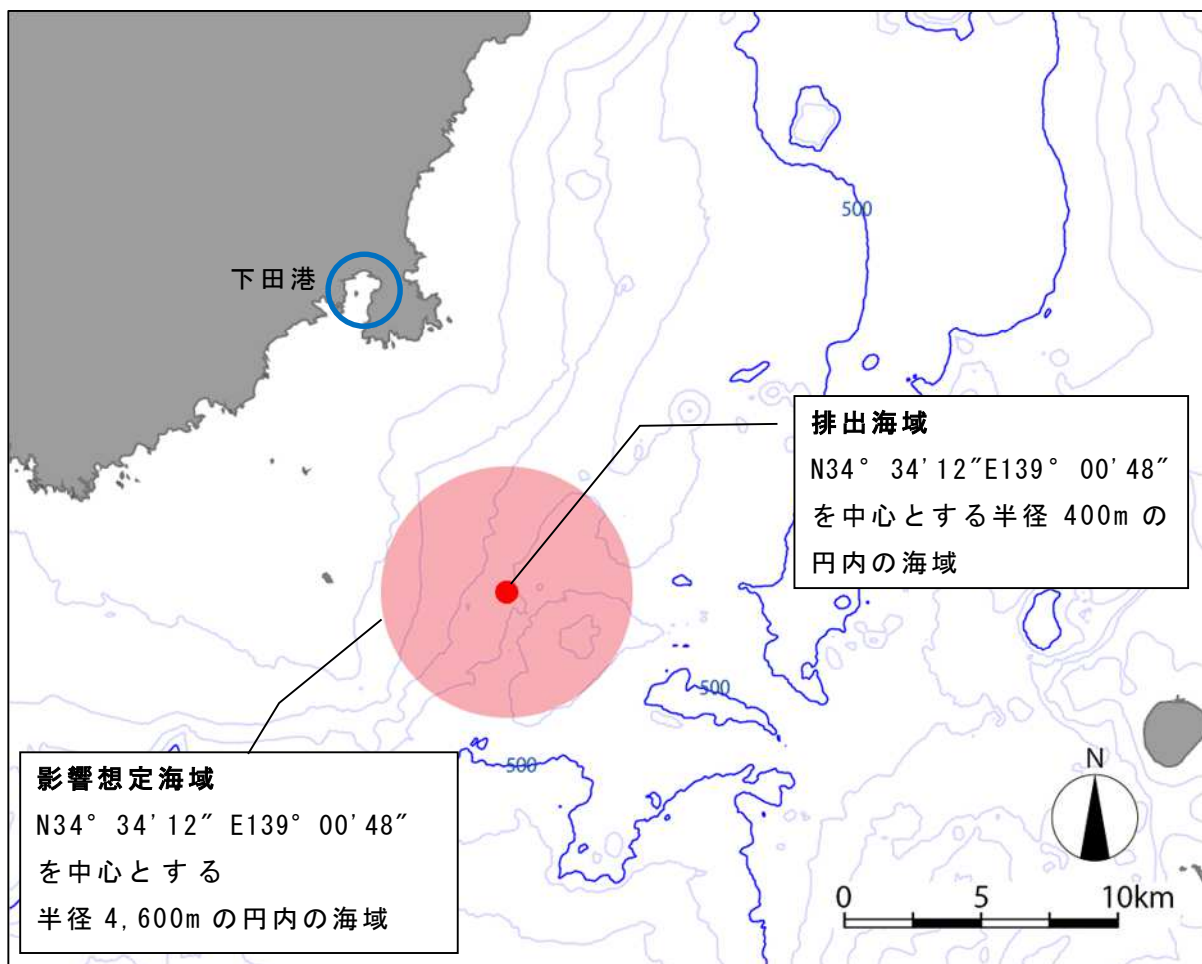 500
下田港
排出海域
N34° 34'12"E139° 00'48"
を中心とする半径 400m の
円内の海域
500
500
影響想定海域
N34° 34'12" E139° 00'48"
を中心とする
半径 4,600m の円内の海域
N
0 5 10km